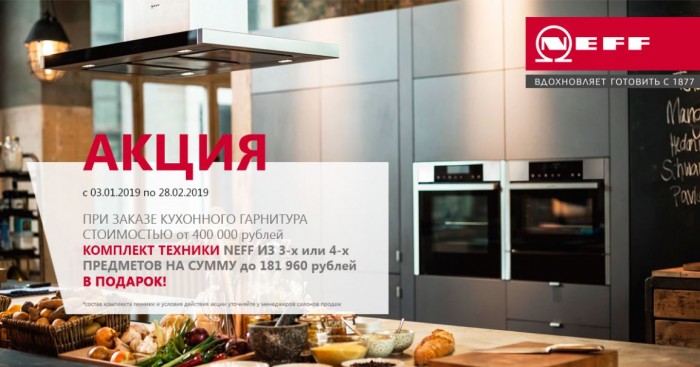 NEFF
ВДОХНОВЛЯЕТ ГОТОВИТЬ С 1877
АКЦИЯ
с 03.01.2019 по 28.02.2019
ПРИ ЗАКАЗЕ КУХОННОГО ГАРНИТУРА
СТОИМОСТЬЮ от 400 000 рублей
КОМПЛЕКТ ТЕХНИКИ NEFF ИЗ 3-х или 4-х
ПРЕДМЕТОВ НА СУММУ до 181 960 рублей
В ПОДАРОК!
*состав комплекта техники и условия действия акции уточняйте у менеджеров салонов продаж